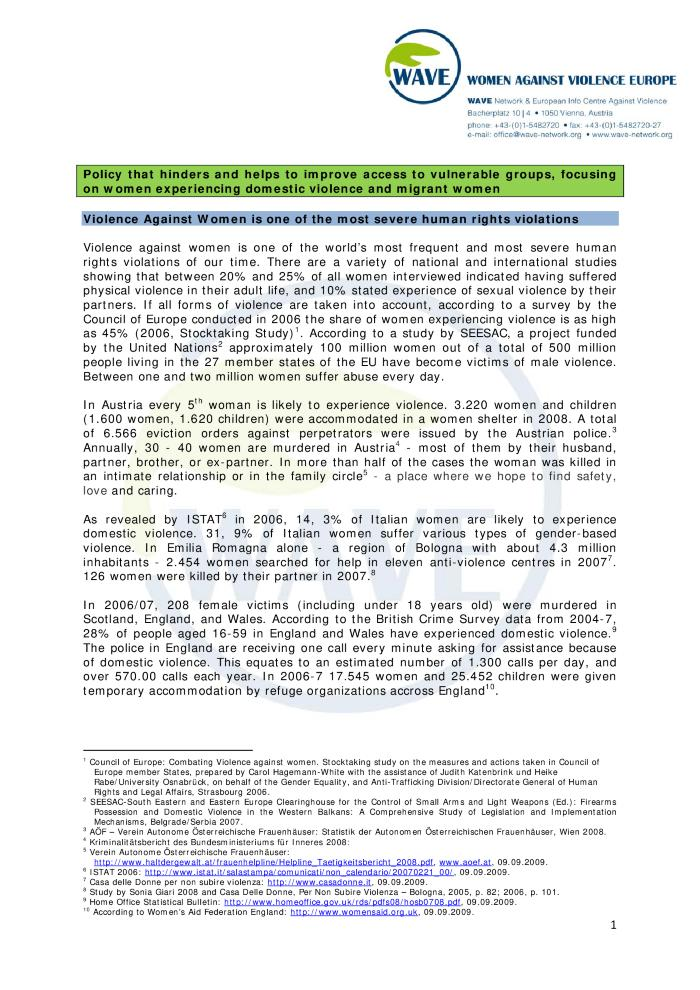 WAVE
WOMEN AGAINST VIOLENCE EUROPE
WAVE Network & European Info Centre Against Violence
Bacherplatz 10 | 4 • 1050 Vienna, Austria
phone: +43-(0)1-5482720 • fax: +43-(0)1-5482720-27
e-mail: office@wave-network.org • www.wave-network.org
Policy that hinders and helps to improve access to vulnerable groups, focusing
on women experiencing domestic violence and migrant women
Violence Against Women is one of the most severe human rights violations
Violence against women is one of the world's most frequent and most severe human
rights violations of our time. There are a variety of national and international studies
showing that between 20% and 25% of all women interviewed indicated having suffered
physical violence in their adult life, and 10% stated experience of sexual violence by their
partners. If all forms of violence are taken into account, according to a survey by the
Council of Europe conducted in 2006 the share of women experiencing violence is as high
as 45% (2006, Stocktaking Study)1. According to a study by SEESAC, a project funded
by the United Nations2 approximately 100 million women out of a total of 500 million
people living in the 27 member states of the EU have become victims of male violence.
Between one and two million women suffer abuse every day.
In Austria every 5th woman is likely to experience violence. 3.220 women and children
(1.600 women, 1.620 children) were accommodated in a women shelter in 2008. A total
of 6.566 eviction orders against perpetrators were issued by the Austrian police.3
Annually, 30 - 40 women are murdered in Austria4 - most of them by their husband,
partner, brother, or ex-partner. In more than half of the cases the woman was killed in
an intimate relationship or in the family circle5 - a place where we hope to find safety,
love and caring.
As revealed by ISTAT6 in 2006, 14, 3% of Italian women are likely to experience
domestic violence. 31, 9% of Italian women suffer various types of gender-based
violence. In Emilia Romagna alone - a region of Bologna with about 4.3 million
inhabitants - 2.454 women searched for help in eleven anti-violence centres in 20077.
126 women were killed by their partner in 2007.8
In 2006/07, 208 female victims (including under 18 years old) were murdered in
Scotland, England, and Wales. According to the British Crime Survey data from 2004-7,
28% of people aged 16-59 in England and Wales have experienced domestic violence.9
The police in England are receiving one call every minute asking for assistance because
of domestic violence. This equates to an estimated number of 1.300 calls per day, and
over 570.00 calls each year. In 2006-7 17.545 women and 25.452 children were given
temporary accommodation by refuge organizations accross England10.
1 Council of Europe: Combating Violence against women. Stocktaking study on the measures and actions taken in Council of
Europe member States, prepared by Carol Hagemann-White with the assistance of Judith Katenbrink und Heike
Rabe/University Osnabrück, on behalf of the Gender Equality, and Anti-Trafficking Division/Directorate General of Human
Rights and Legal Affairs, Strasbourg 2006.
2 SEESAC-South Eastern and Eastern Europe Clearinghouse for the Control of Small Arms and Light Weapons (Ed.): Firearms
Possession and Domestic Violence in the Western Balkans: A Comprehensive Study of Legislation and Implementation
Mechanisms, Belgrade/Serbia 2007.
3 AÖF – Verein Autonome Österreichische Frauenhäuser: Statistik der Autonomen Österreichischen Frauenhäuser, Wien 2008.
4 Kriminalitätsbericht des Bundesministeriums für Inneres 2008:
5 Verein Autonome Österreichische Frauenhäuser:
http://www.haltdergewalt.at/frauenhelpline/Helpline_Taetigkeitsbericht_2008.pdf, www.aoef.at, 09.09.2009.
6 ISTAT 2006: http://www.istat.it/salastampa/comunicati/non_calendario/20070221_00/, 09.09.2009.
7 Casa delle Donne per non subire violenza: http://www.casadonne.it, 09.09.2009.
8 Study by Sonia Giari 2008 and Casa Delle Donne, Per Non Subire Violenza – Bologna, 2005, p. 82; 2006, p. 101.
9 Home Office Statistical Bulletin: http://www.homeoffice.gov.uk/rds/pdfs08/hosb0708.pdf, 09.09.2009.
10 According to Women's Aid Federation England: http://www.womensaid.org.uk, 09.09.2009.
1